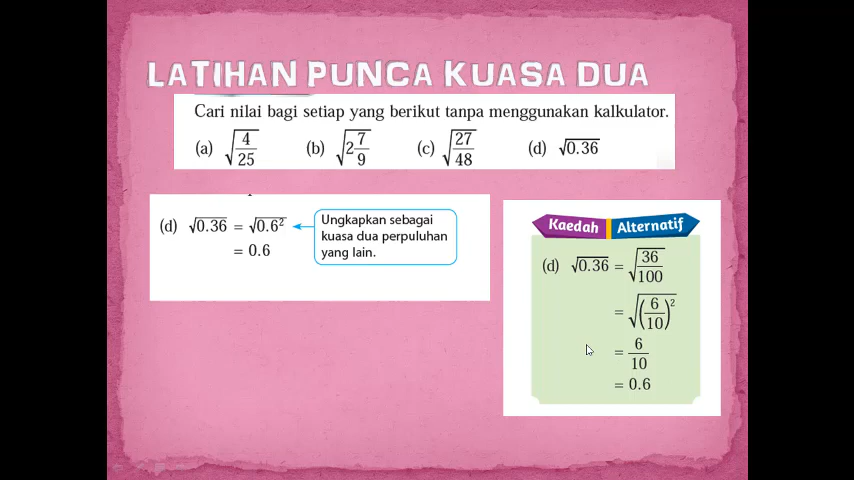 LATIHAN PUNCA KUASA DUA
Cari nilai bagi setiap yang berikut tanpa menggunakan kalkulator.
(a) √(4/25) (b) √(2 7/9) (c) √(27/48) (d) √0.36
(d) √0.36 = √0.6²
= 0.6
Ungkapkan sebagai
kuasa dua perpuluhan
yang lain.
Kaedah Alternatif
(d) √0.36 = √(36/100)
= √(6/10)²
= 6/10
= 0.6